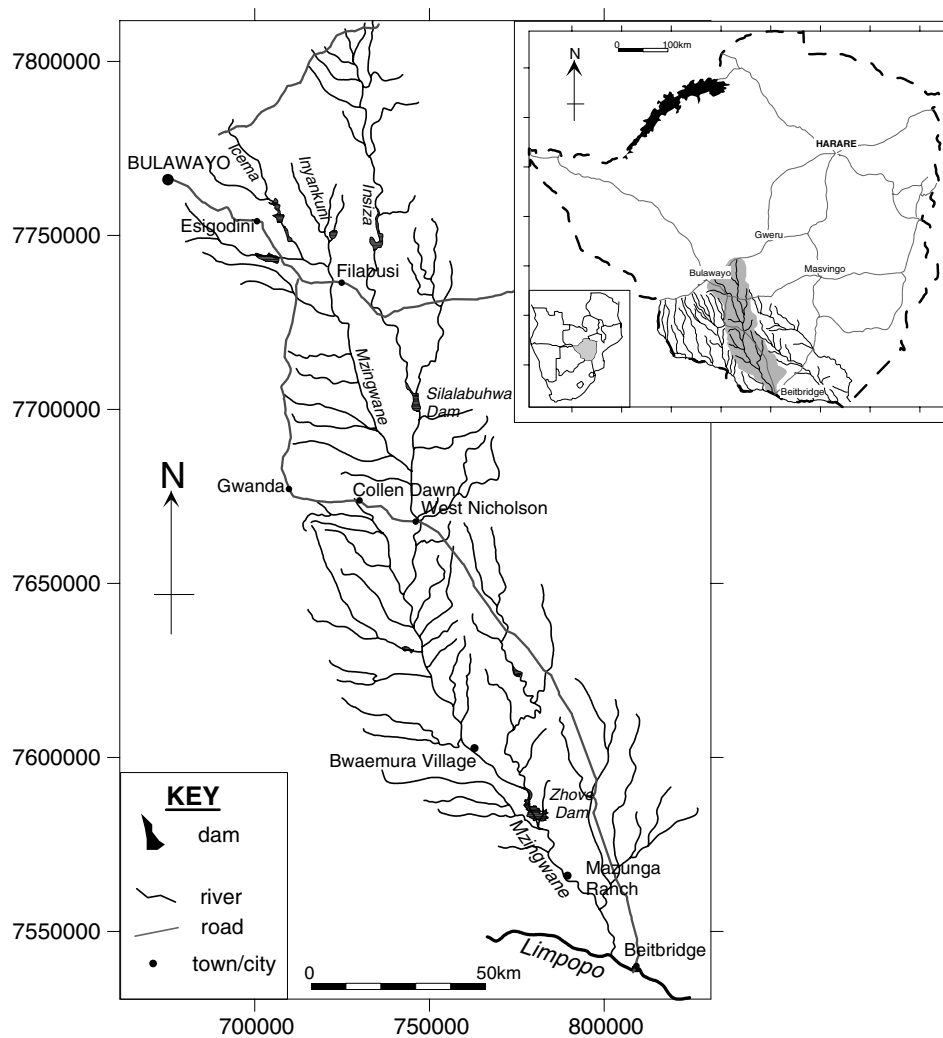 7800000
7750000
7700000
7650000
7600000
7550000
700000
750000
800000
BULAWAYO
Esigodini
Icema
Inyankuni
Insiza
Filabusi
Mzingwane
Silalabuhwa
Dam
N
Gwanda
Collen Dawn
West Nicholson
Bwaemura Village
Zhove
Dam
Mzingwane
Mazunga
Ranch
Beitbridge
Limpopo
0
50km
KEY
dam
river
road
town/city
N
0
100km
HARARE
Gweru
Bulawayo
Masvingo
Beitbridge